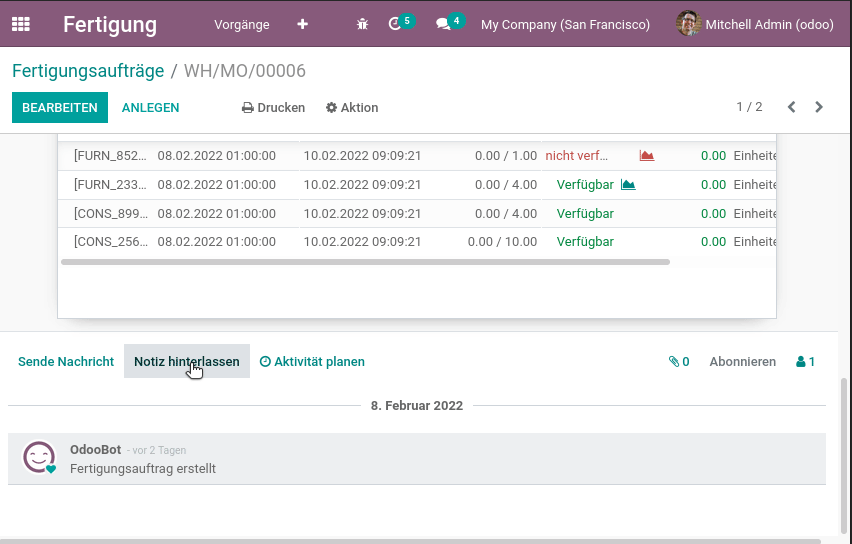 Fertigung Vorgänge + 5 4 My Company (San Francisco) Mitchell Admin (odoo)
Fertigungsaufträge / WH/MO/00006
BEARBEITEN ANLEGEN Drucken Aktion 1 / 2
[FURN_852... 08.02.2022 01:00:00 10.02.2022 09:09:21 0.00 / 1.00 nicht verf... 0.00 Einheite
[FURN_233... 08.02.2022 01:00:00 10.02.2022 09:09:21 0.00 / 4.00 Verfügbar 0.00 Einheite
[CONS_899... 08.02.2022 01:00:00 10.02.2022 09:09:21 0.00 / 4.00 Verfügbar 0.00 Einheite
[CONS_256... 08.02.2022 01:00:00 10.02.2022 09:09:21 0.00 / 10.00 Verfügbar 0.00 Einheite
Sende Nachricht Notiz hinterlassen Aktivität planen 0 Abonnieren 1
8. Februar 2022
OdooBot - vor 2 Tagen
Fertigungsauftrag erstellt